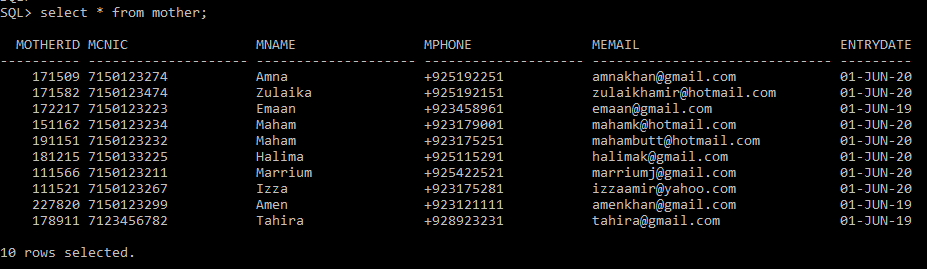 SQL> select * from mother;
MOTHERID MCNIC MNAME MPHONE MEMAIL ENTRYDATE
---------- -------------------- -------------------- -------------------- ------------------------------ ---------
171509 7150123274 Amna +925192251 amnakhan@gmail.com 01-JUN-20
171582 7150123474 Zulaika +925192151 zulaikhamir@hotmail.com 01-JUN-20
172217 7150123223 Emaan +923458961 emaan@gmail.com 01-JUN-19
151162 7150123234 Maham +923179001 mahamk@hotmail.com 01-JUN-20
191151 7150123232 Maham +923175251 mahambutt@hotmail.com 01-JUN-20
181215 7150133225 Halima +925115291 halimak@gmail.com 01-JUN-20
111566 7150123211 Marrium +925422521 marriumj@gmail.com 01-JUN-20
111521 7150123267 Izza +923175281 izzaamir@yahoo.com 01-JUN-20
227820 7150123299 Amen +923121111 amenkhan@gmail.com 01-JUN-19
178911 7123456782 Tahira +928923231 tahira@gmail.com 01-JUN-19
10 rows selected.